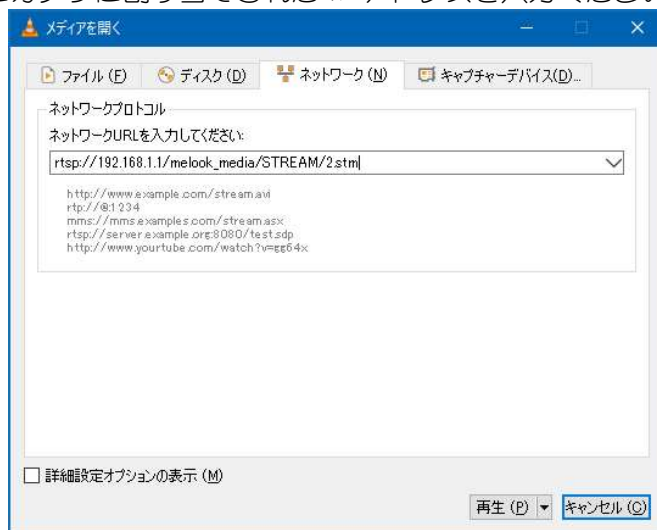 メディアを開く
ファイル (F) ディスク (D) ネットワーク (N) キャプチャーデバイス(D)...
ネットワークプロトコル
ネットワークURLを入力してください:
rtsp://192.168.1.1/melook_media/STREAM/2.stm
http://www.example.com/stream.avi
rtp://@:1234
mms://mms.examples.com/stream.asx
rtsp://server.example.org:8080/test.sdp
http://www.yourtube.com/watch?v=gg64x
詳細設定オプションの表示 (M)
再生 (P) キャンセル (C)